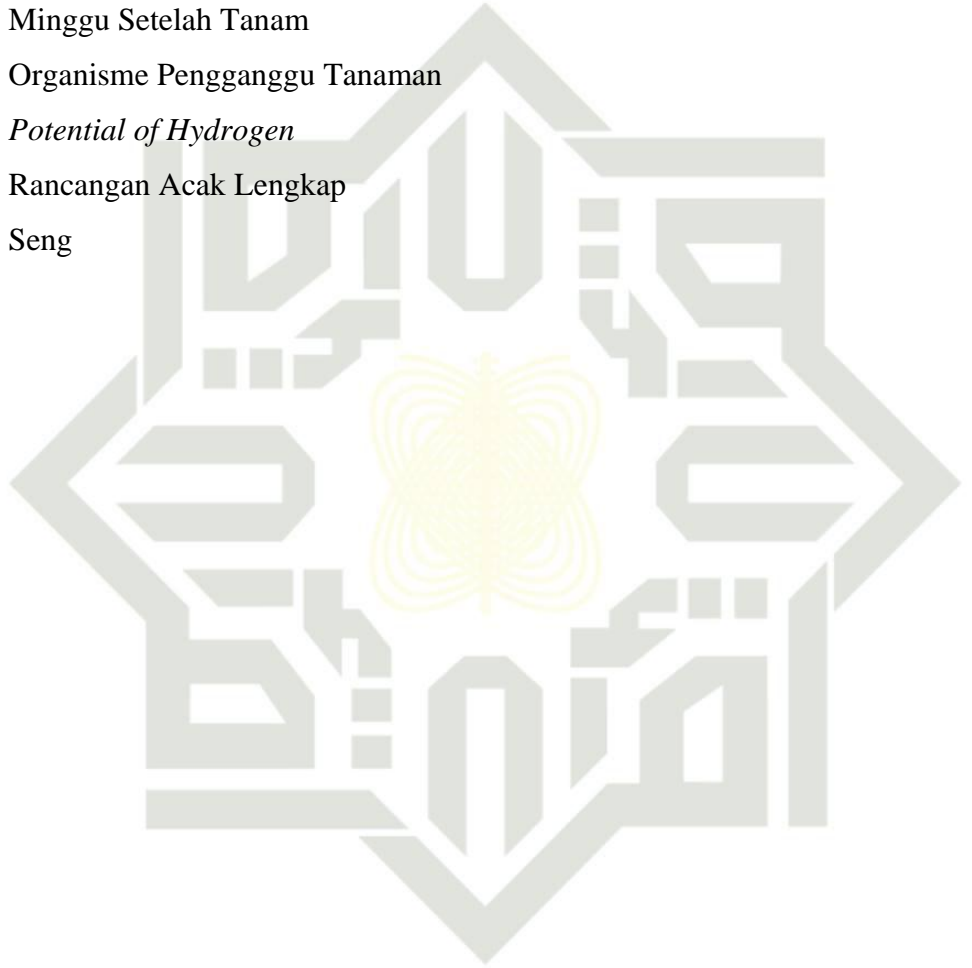 Minggu Setelah Tanam
Organisme Pengganggu Tanaman
Potential of Hydrogen
Rancangan Acak Lengkap
Seng